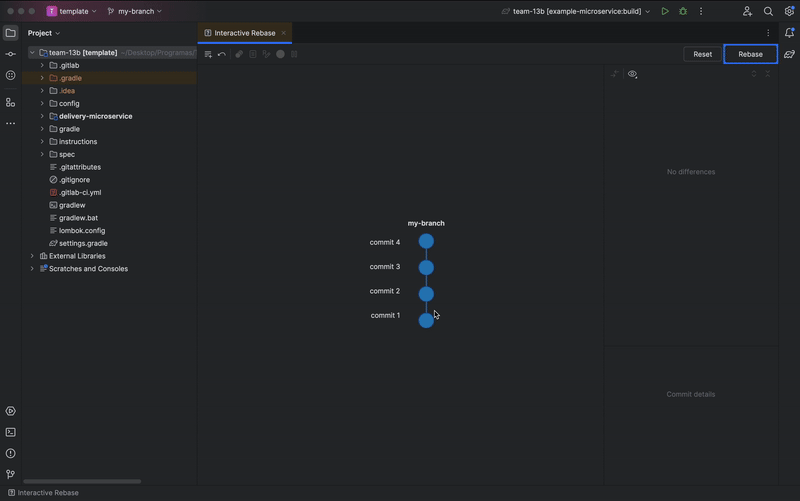 T template my-branch team-13b [example-microservice:build]
Project Interactive Rebase
team-13b [template] ~/Desktop/Programas/
Reset Rebase
.gitlab
.gradle
.idea
config
delivery-microservice
gradle
instructions
spec
.gitattributes
.gitignore
.gitlab-ci.yml
gradlew
gradlew.bat
lombok.config
settings.gradle
External Libraries
Scratches and Consoles
my-branch
commit 4
commit 3
commit 2
commit 1
No differences
Commit details
Interactive Rebase